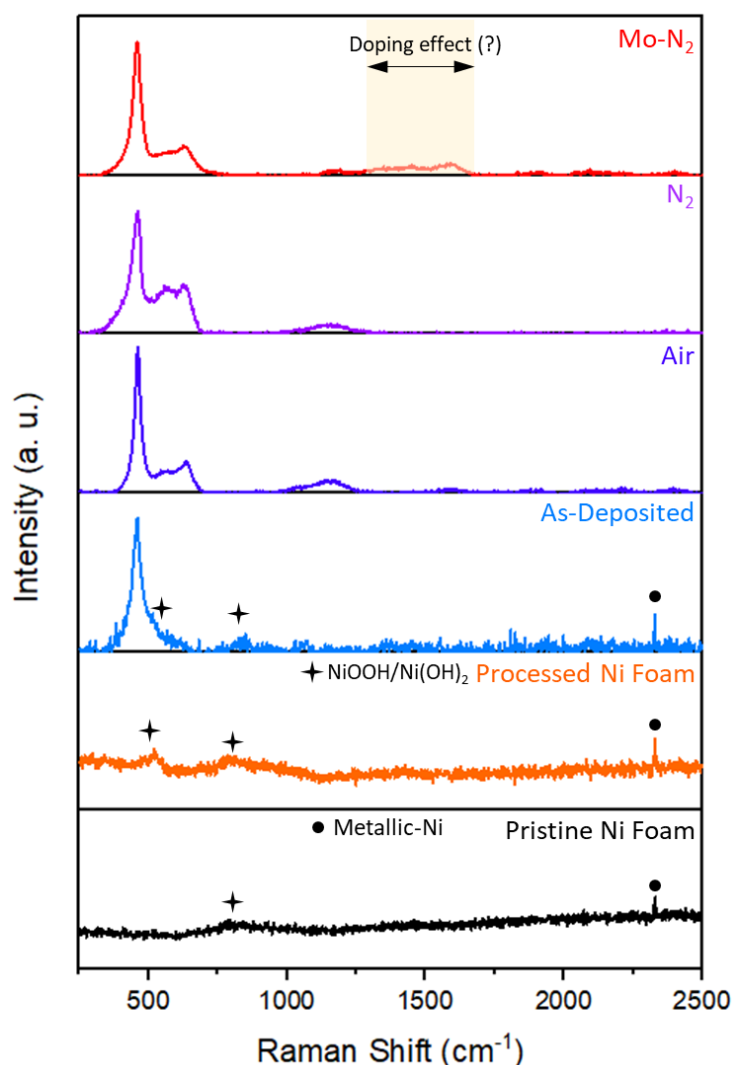 Doping effect (?)
Mo-N₂
N₂
Air
As-Deposited
NiOOH/Ni(OH)₂ Processed Ni Foam
Metallic-Ni Pristine Ni Foam
Intensity (a. u.)
500 1000 1500 2000 2500
Raman Shift (cm⁻¹)